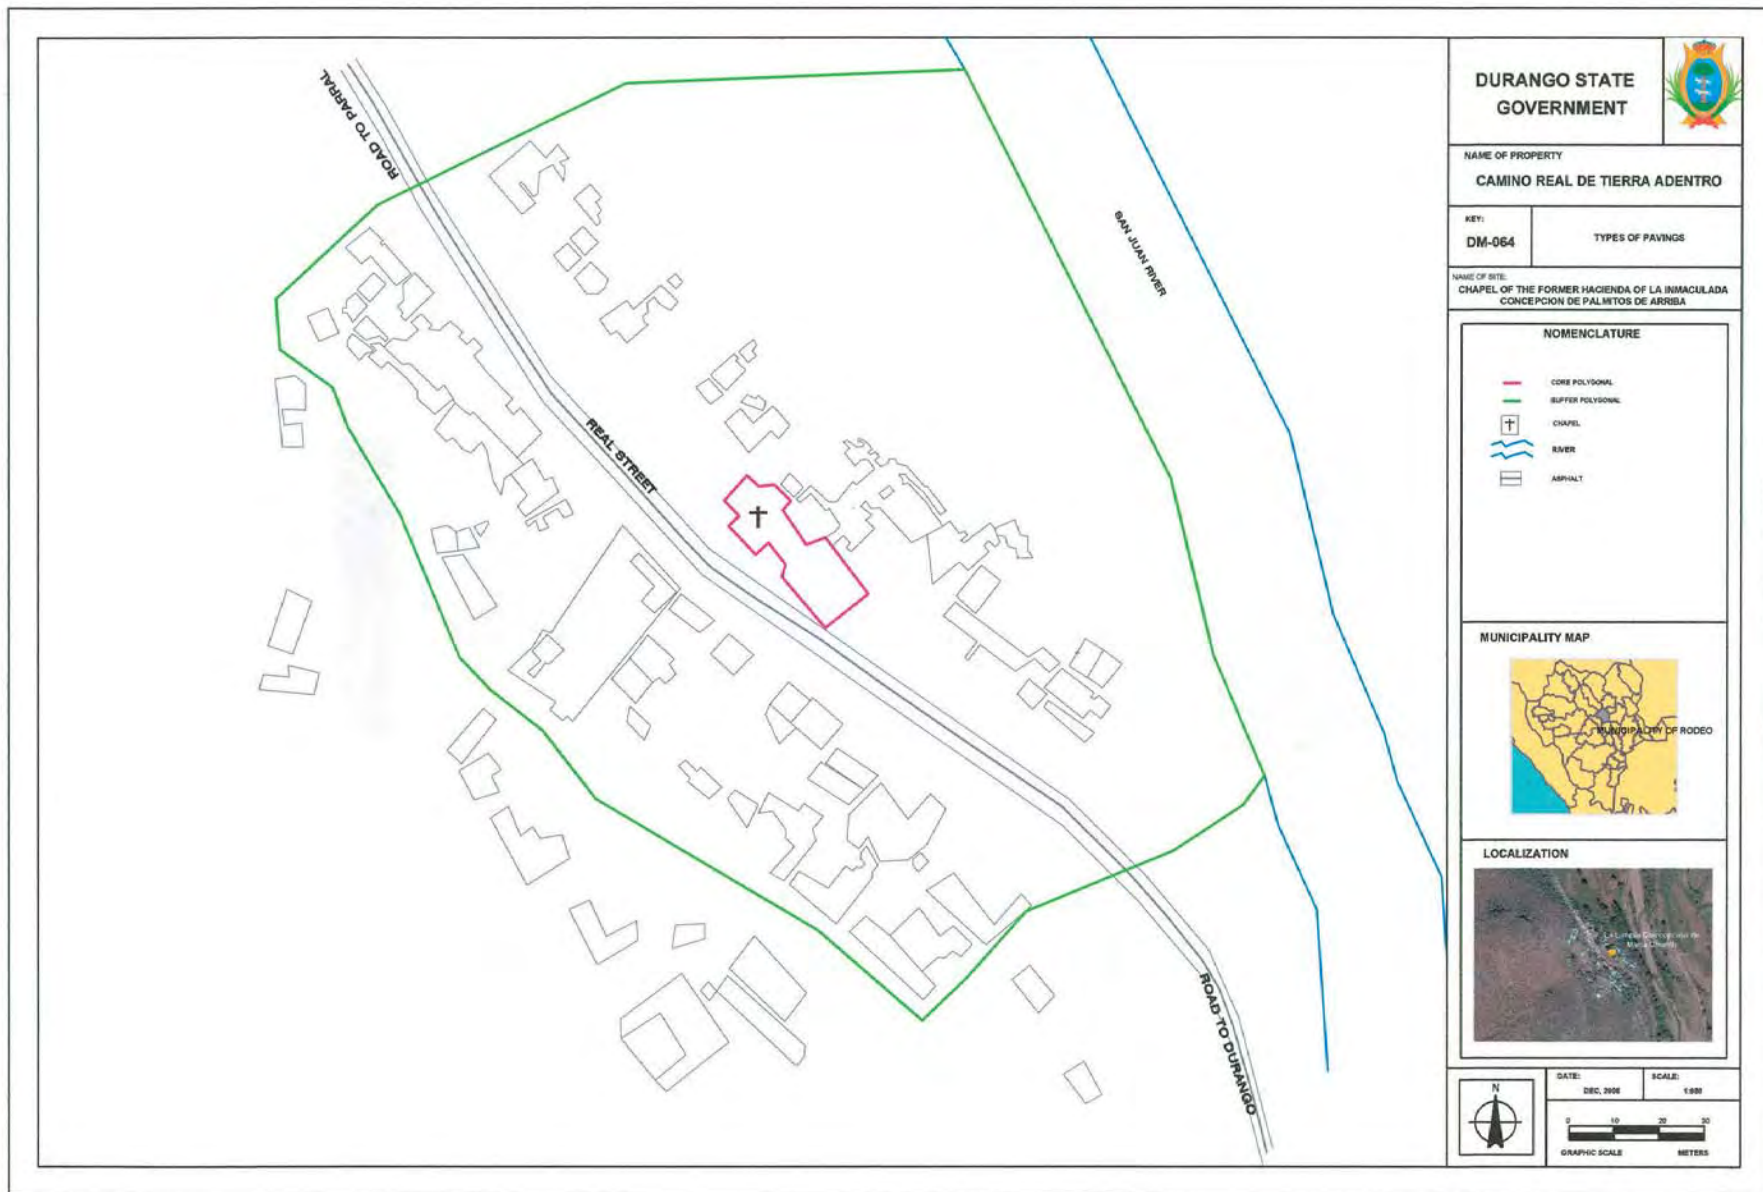 ROAD TO PARRAL
REAL STREET
SAN JUAN RIVER
ROAD TO DURANGO
DURANGO STATE
GOVERNMENT
NAME OF PROPERTY
CAMINO REAL DE TIERRA ADENTRO
KEY:
DM-064
TYPES OF PAVINGS
NAME OF SITE:
CHAPEL OF THE FORMER HACIENDA OF LA INMACULADA
CONCEPCION DE PALMITOS DE ARRIBA
NOMENCLATURE
CORE POLYGONAL
BUFFER POLYGONAL
CHAPEL
RIVER
ASPHALT
MUNICIPALITY MAP
MUNICIPALITY OF RODEO
LOCALIZATION
N
DATE:
DEC,
SCALE:
0 10 20 30
GRAPHIC SCALE
METERS